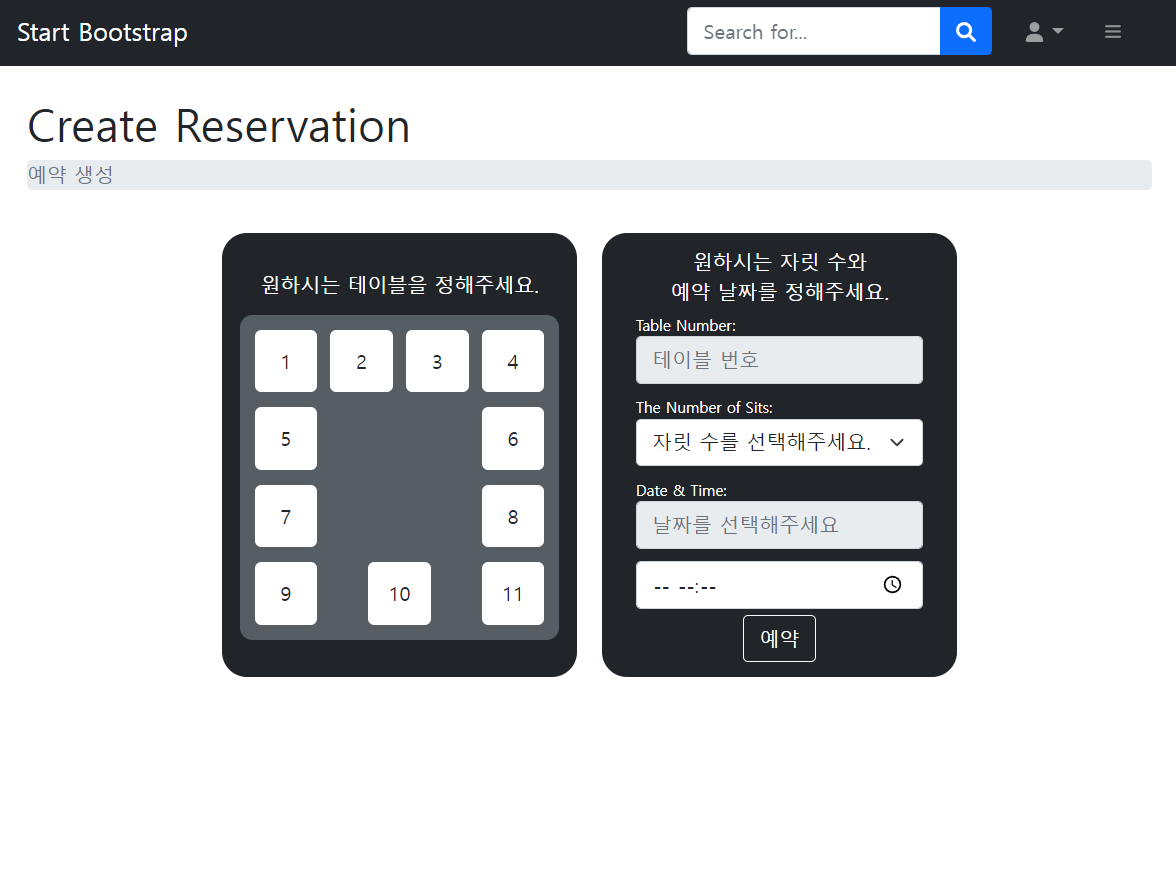 Start Bootstrap
Search for...
Create Reservation
예약 생성
원하시는 테이블을 정해주세요.
1 2 3 4
5 6
7 8
9 10 11
원하시는 자릿 수와
예약 날짜를 정해주세요.
Table Number:
테이블 번호
The Number of Sits:
자릿 수를 선택해주세요.
Date & Time:
날짜를 선택해주세요
-- --:--
예약